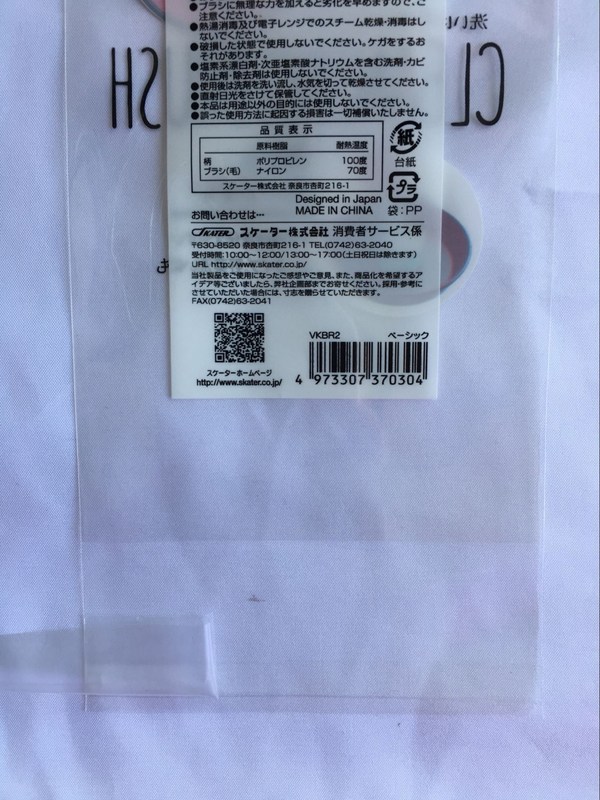 ●ブラシに無理な力を加えると劣化を早めますので、ご
注意ください。
●熱湯消毒及び電子レンジでのスチーム乾燥・消毒はし
ないでください。
●破損した状態で使用しないでください。ケガをするお
それがあります。
●塩素系漂白剤・次亜塩素酸ナトリウムを含む洗剤・カビ
防止剤・除去剤は使用しないでください。
●使用後は洗剤を洗い流し、水気を切って乾燥させてください。
●直射日光をさけて保管してください。
●本品は用途以外の目的には使用しないでください。
●誤った使用方法に起因する損害は一切補償いたしません。
品質表示
原料樹脂 耐熱温度
柄 ポリプロピレン 100度
ブラシ(毛) ナイロン 70度
スケーター株式会社 奈良市杏町216-1
紙
台紙
プラ
袋:PP
Designed in Japan
MADE IN CHINA
お問い合わせは…
SKATER スケーター株式会社 消費者サービス係
〒630-8520 奈良市杏町216-1 TEL(0742)63-2040
受付時間:10:00〜12:00/13:00〜17:00(土日祝日は除きます)
URL http://www.skater.co.jp/
当社製品をご使用になったご感想やご意見、また、商品化を希望するア
イデア等ございましたら、弊社企画部までお寄せください。採用・参考に
させていただいた場合には、寸志を贈らせていただきます。
FAX(0742)63-2041
VKBR2 ベーシック
スケーターホームページ
http://www.skater.co.jp/
4 973307 370304
洗い
CL
SH
も